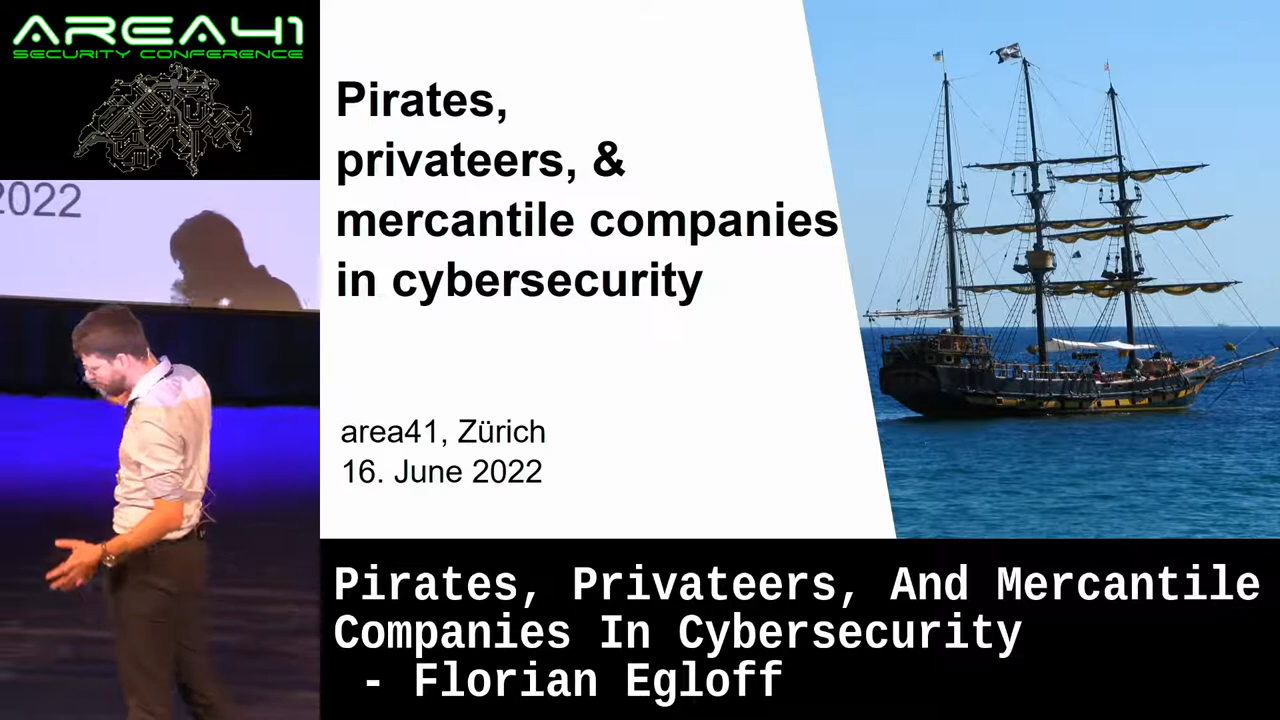 AREA41
SECURITY CONFERENCE
2022
Pirates,
privateers, &
mercantile companies
in cybersecurity
area41, Zürich
16. June 2022
Pirates, Privateers, And Mercantile
Companies In Cybersecurity
- Florian Egloff